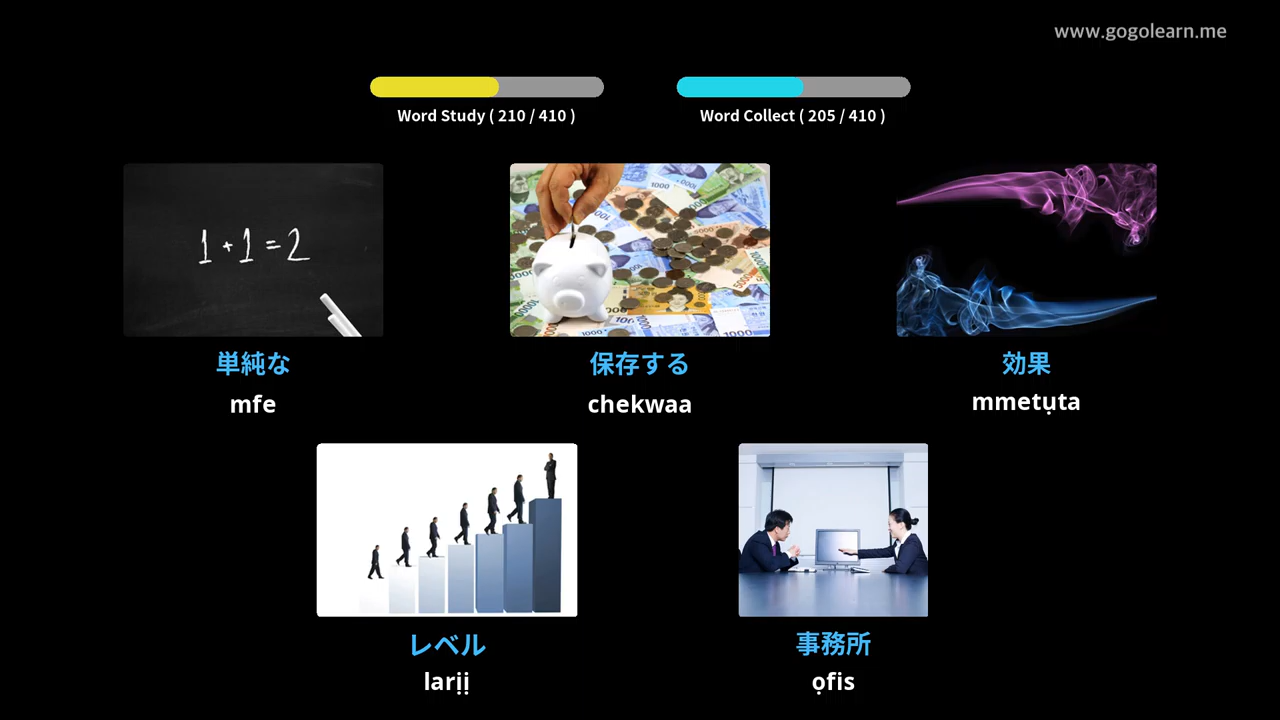 www.gogolearn.me
Word Study ( 210 / 410 )
Word Collect ( 205 / 410 )
1 + 1 = 2
単純な
mfe
保存する
chekwaa
効果
mmetụta
レベル
larịị
事務所
ọfis